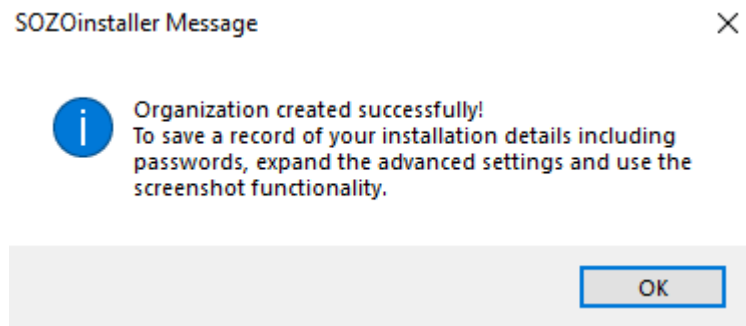 SOZOinstaller Message
Organization created successfully!
To save a record of your installation details including
passwords, expand the advanced settings and use the
screenshot functionality.
OK